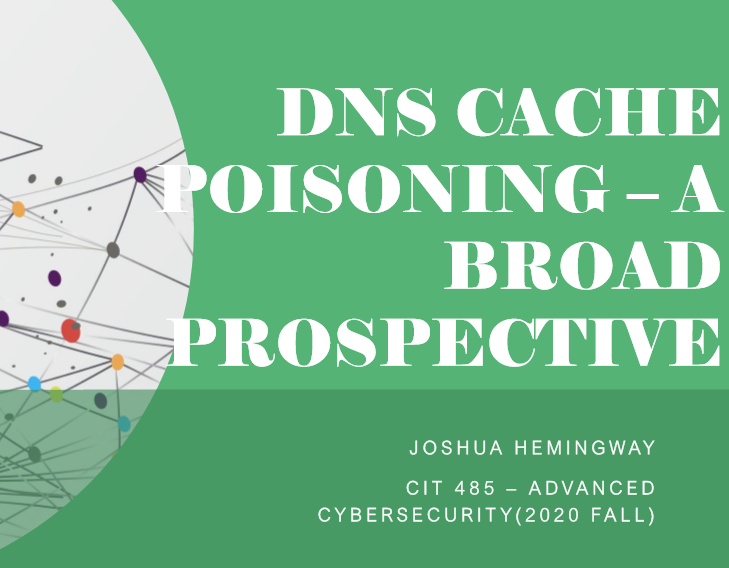 DNS CACHE
POISONING – A
BROAD
PROSPECTIVE
JOSHUA HEMINGWAY
CIT 485 – ADVANCED
CYBERSECURITY(2020 FALL)